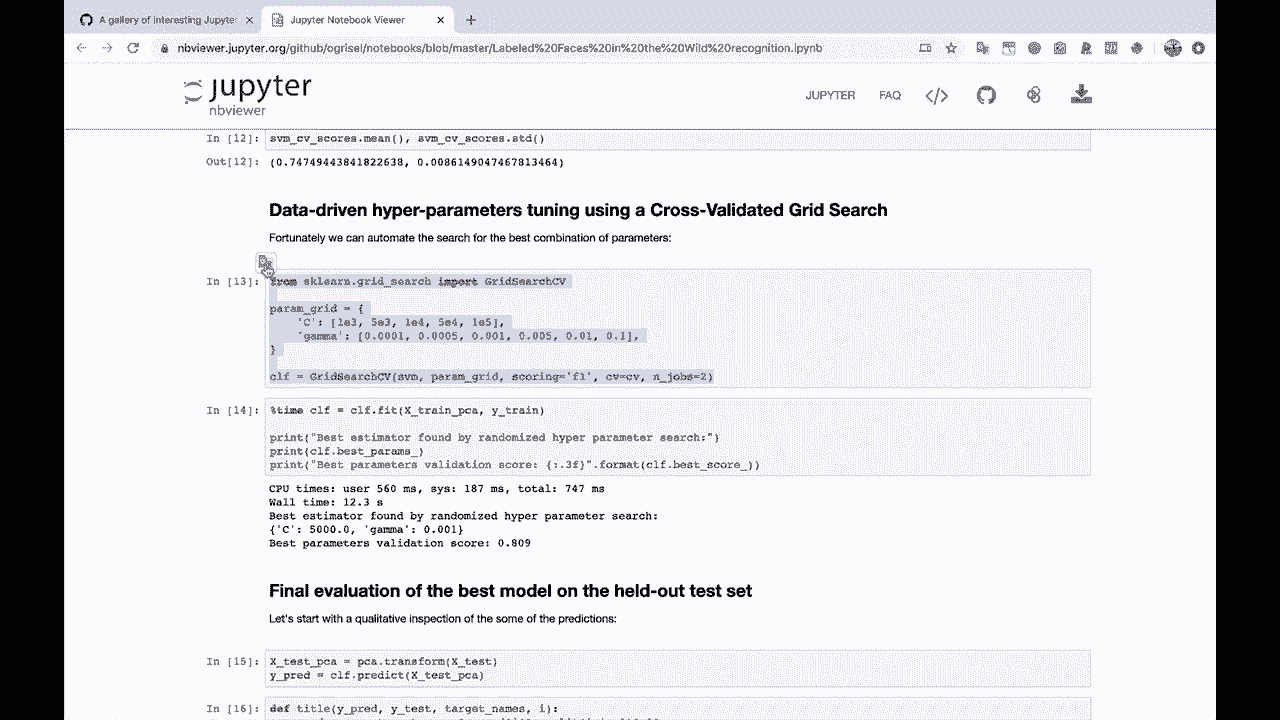 A gallery of interesting Jupyter
Jupyter Notebook Viewer
nbviewer.jupyter.org/github/ogrisel/notebooks/blob/master/Labeled%20Faces%20in%20the%20Wild%20recognition.ipynb
jupyter
nbviewer
JUPYTER FAQ </>
In [12]: svm_cv_scores.mean(), svm_cv_scores.std()
Out[12]: (0.74749443841822638, 0.0086149047467813464)
Data-driven hyper-parameters tuning using a Cross-Validated Grid Search
Fortunately we can automate the search for the best combination of parameters:
In [13]: from sklearn.grid_search import GridSearchCV
param_grid = {
'C': [1e3, 5e3, 1e4, 5e4, 1e5],
'gamma': [0.0001, 0.0005, 0.001, 0.005, 0.01, 0.1],
}
clf = GridSearchCV(svm, param_grid, scoring='f1', cv=cv, n_jobs=2)
In [14]: %time clf = clf.fit(X_train_pca, y_train)
print("Best estimator found by randomized hyper parameter search:")
print(clf.best_params_)
print("Best parameters validation score: {:.3f}".format(clf.best_score_))
CPU times: user 560 ms, sys: 187 ms, total: 747 ms
Wall time: 12.3 s
Best estimator found by randomized hyper parameter search:
{'C': 5000.0, 'gamma': 0.001}
Best parameters validation score: 0.809
Final evaluation of the best model on the held-out test set
Let's start with a qualitative inspection of the some of the predictions:
In [15]: X_test_pca = pca.transform(X_test)
y_pred = clf.predict(X_test_pca)
In [16]: def title(y_pred, y_test, target_names, i):